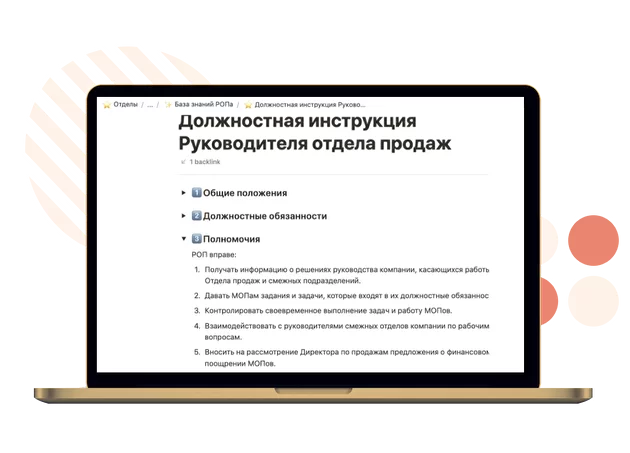 Отделы / ... / База знаний РОПа / Должностная инструкция Руково...
Должностная инструкция
Руководителя отдела продаж
1 backlink
1 Общие положения
2 Должностные обязанности
3 Полномочия
РОП вправе:
1. Получать информацию о решениях руководства компании, касающихся работь
Отдела продаж и смежных подразделений.
2. Давать МОПам задания и задачи, которые входят в их должностные обязаннос
3. Контролировать своевременное выполнение задач и работу МОПов.
4. Взаимодействовать с руководителями смежных отделов компании по рабочим
вопросам.
5. Вносить на рассмотрение Директора по продажам предложения о финансовом
поощрении МОПов.